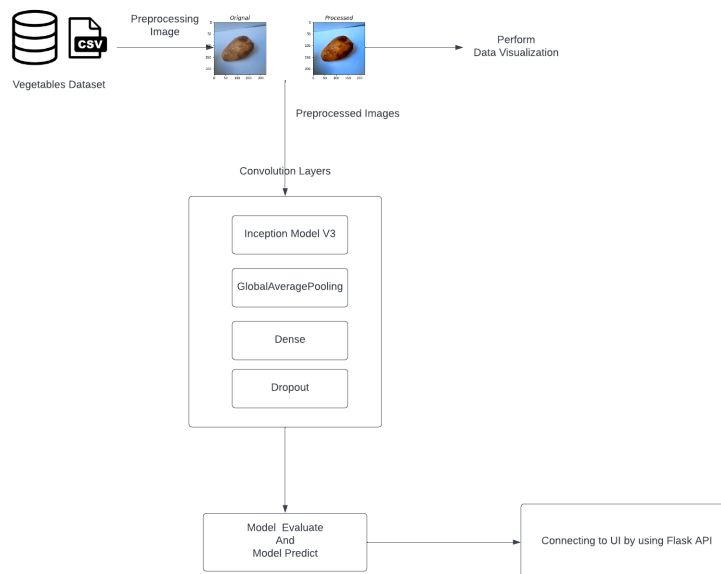 Preprocessing
Image
Orignal
Processed
CSV
Vegetables Dataset
Perform
Data Visualization
Preprocessed Images
Convolution Layers
Inception Model V3
GlobalAveragePooling
Dense
Dropout
Model Evaluate
And
Model Predict
Connecting to UI by using Flask API